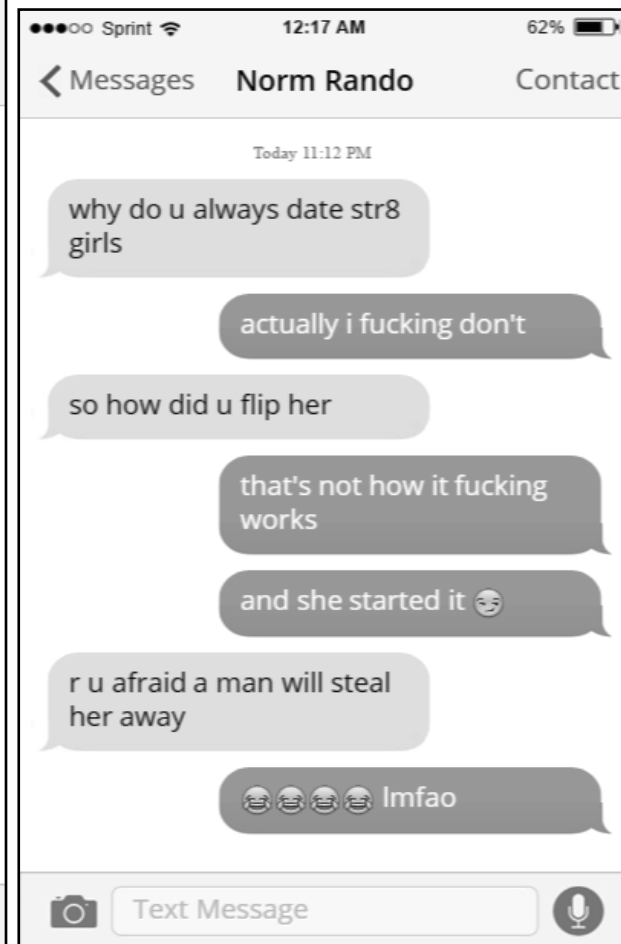 ●●●○○ Sprint 12:17 AM 62%
Messages Norm Rando Contact
Today 11:12 PM
why do u always date str8
girls
actually i fucking don't
so how did u flip her
that's not how it fucking
works
and she started it 😏
r u afraid a man will steal
her away
😂😂😂😂 lmfao
Text Message